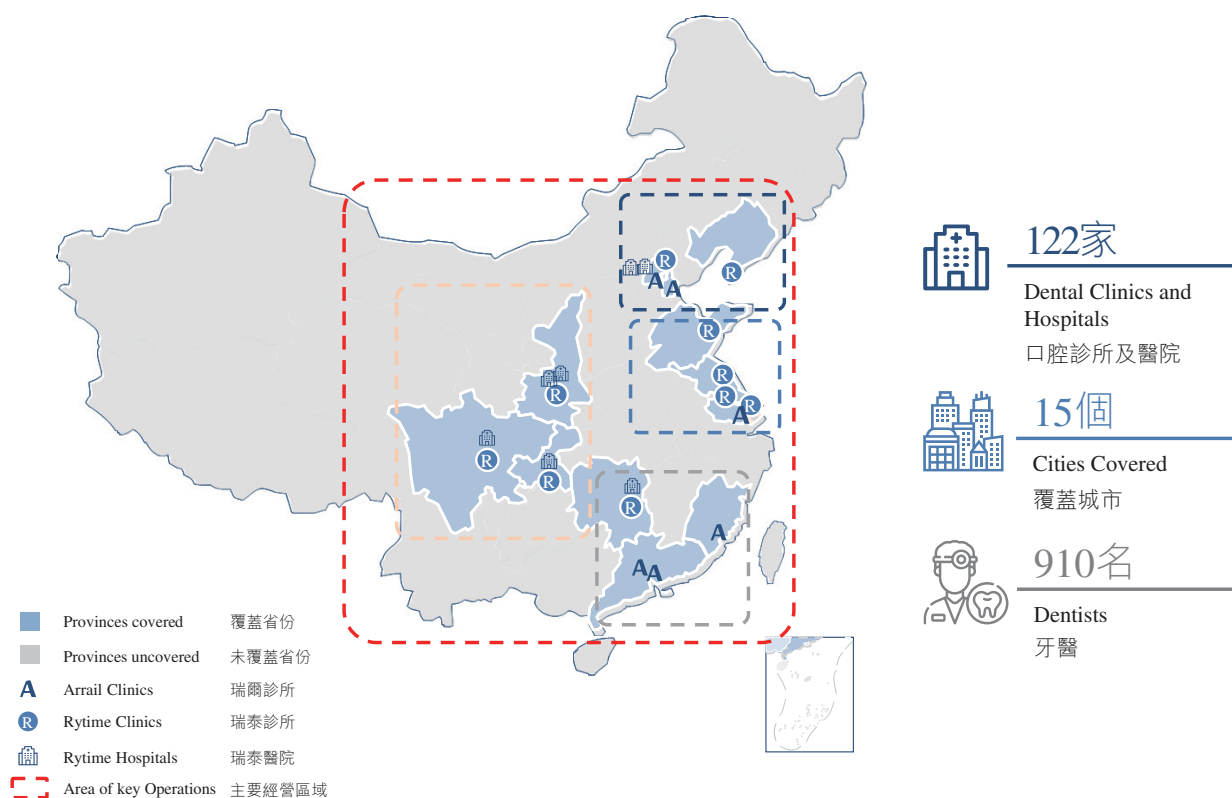 122家
Dental Clinics and
Hospitals
口腔診所及醫院
15個
Cities Covered
覆蓋城市
910名
Dentists
牙醫
R
R
A
A
R
R
R
R
A
R
R
R
R
A
A
A
Provinces covered 覆蓋省份
Provinces uncovered 未覆蓋省份
A Arrail Clinics 瑞爾診所
R Rytime Clinics 瑞泰診所
Rytime Hospitals 瑞泰醫院
Area of key Operations 主要經營區域